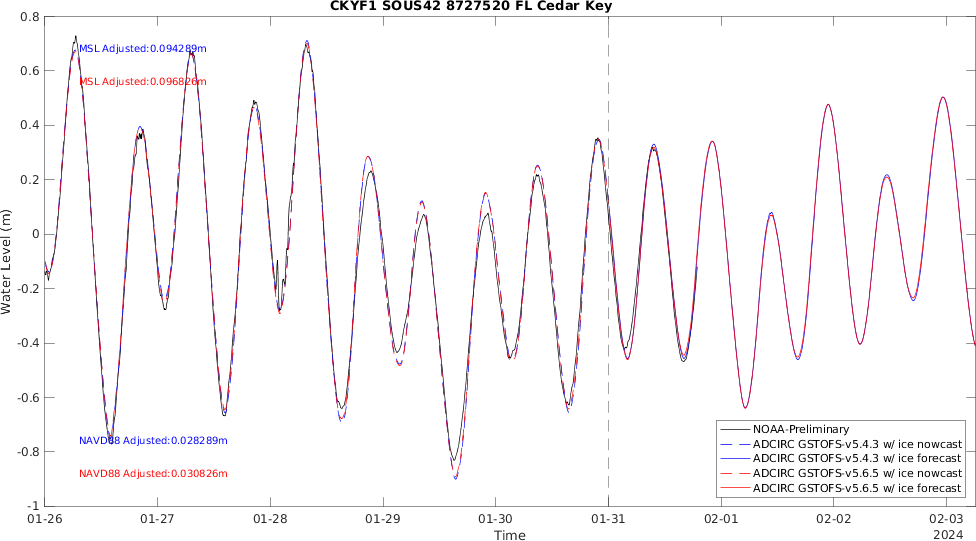 CKYF1 SOUS42 8727520 FL Cedar Key
0.8
MSL Adjusted:0.094289m
0.6
MSL Adjusted:0.096826m
0.4
0.2
0
-0.2
-0.4
-0.6
-0.8
-1
Water Level (m)
NAVD88 Adjusted:0.028289m
NAVD88 Adjusted:0.030826m
NOAA-Preliminary
ADCIRC GSTOFS-v5.4.3 w/ ice nowcast
ADCIRC GSTOFS-v5.4.3 w/ ice forecast
ADCIRC GSTOFS-v5.6.5 w/ ice nowcast
ADCIRC GSTOFS-v5.6.5 w/ ice forecast
01-26 01-27 01-28 01-29 01-30 01-31 02-01 02-02 02-03
Time
2024